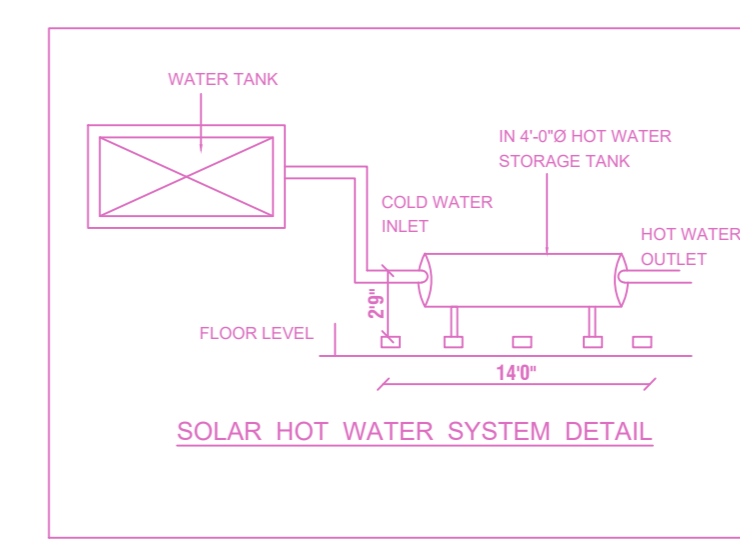 WATER TANK
IN 4'-0"Ø HOT WATER
STORAGE TANK
COLD WATER
INLET
HOT WATER
OUTLET
2'9"
FLOOR LEVEL
14'0"
SOLAR HOT WATER SYSTEM DETAIL